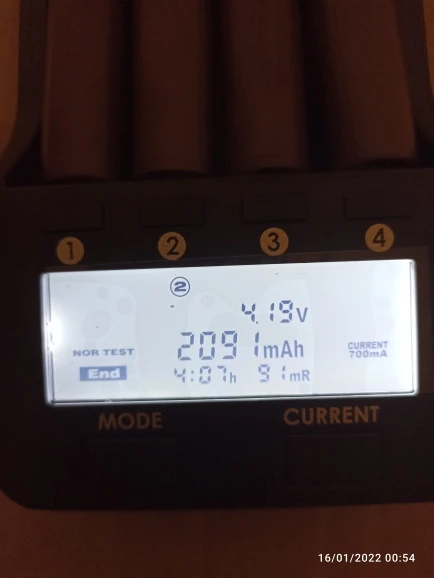 1 2 3 4
2
4.19V
NOR TEST 2091mAh CURRENT 700mA
End 4:07h 91mR
MODE CURRENT
16/01/2022 00:54